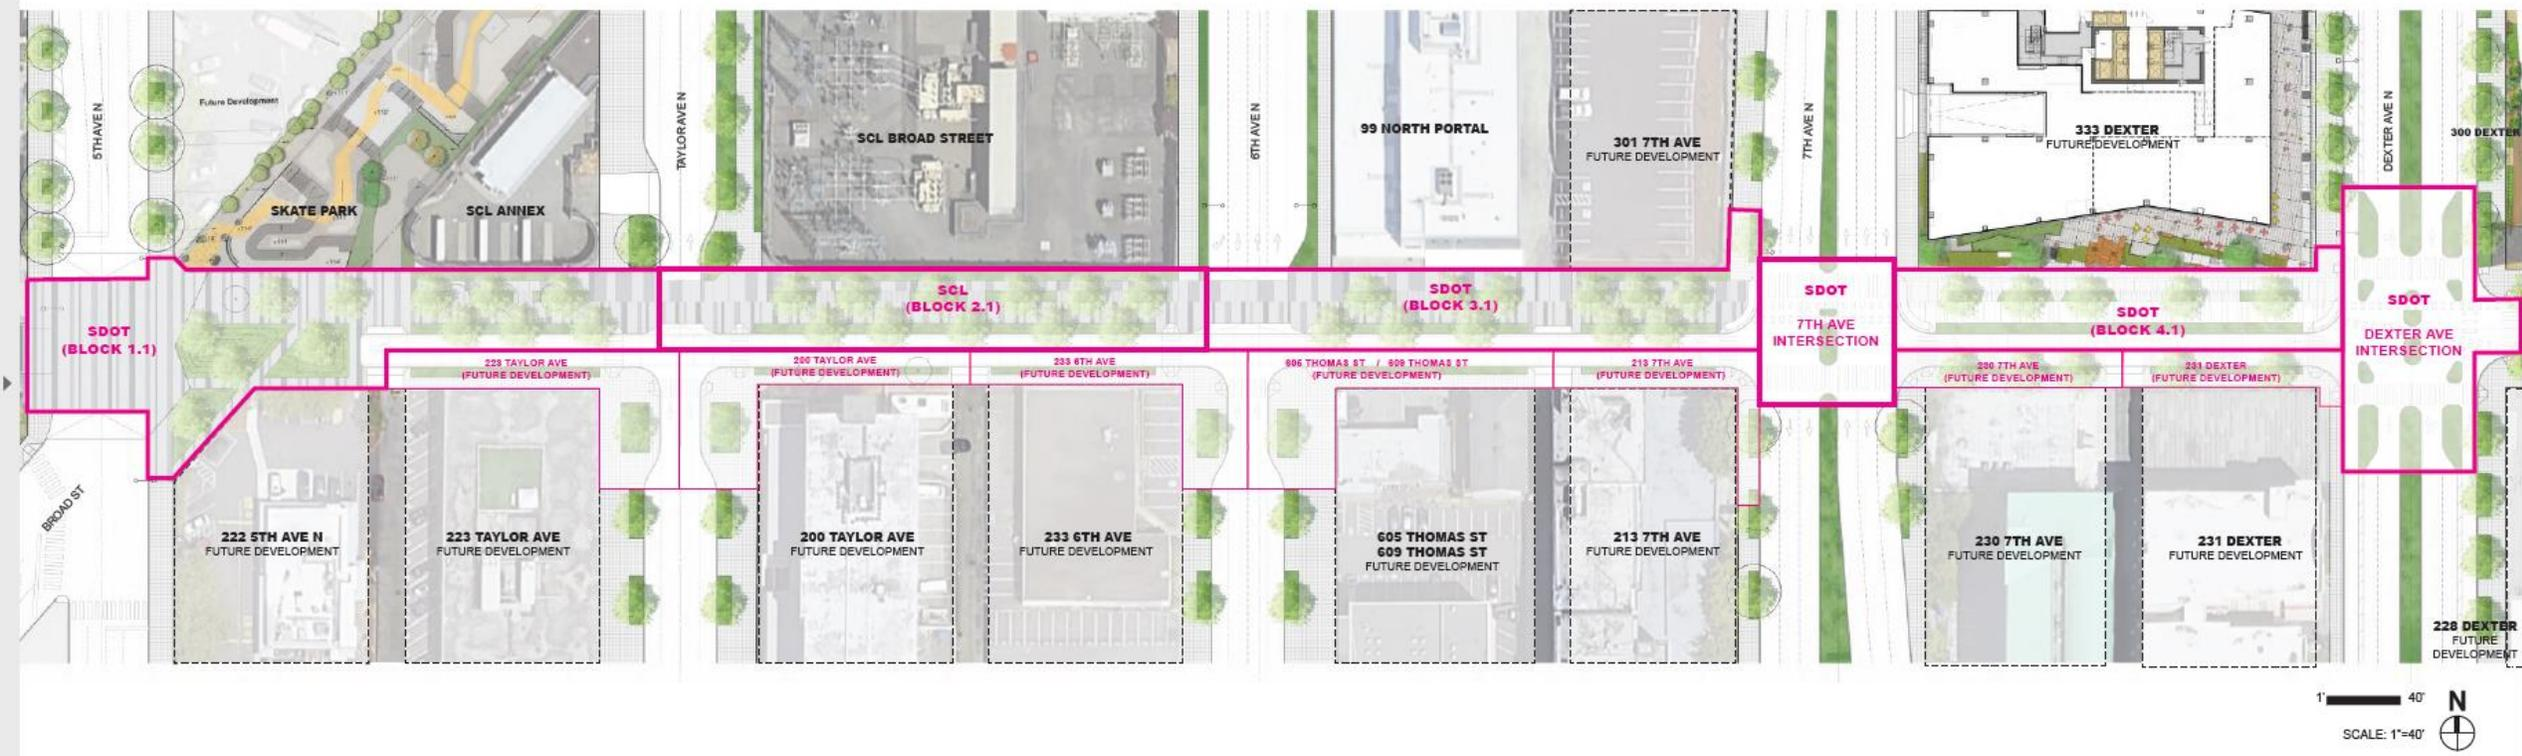 5TH AVE N
Future Development
SKATE PARK
SCL ANNEX
TAYLOR AVE N
SCL BROAD STREET
6TH AVE N
99 NORTH PORTAL
301 7TH AVE
FUTURE DEVELOPMENT
7TH AVE N
333 DEXTER
FUTURE DEVELOPMENT
DEXTER AVE N
300 DEXTER
SDOT
(BLOCK 1.1)
SCL
(BLOCK 2.1)
SDOT
(BLOCK 3.1)
SDOT
7TH AVE
INTERSECTION
SDOT
(BLOCK 4.1)
SDOT
DEXTER AVE
INTERSECTION
223 TAYLOR AVE
(FUTURE DEVELOPMENT)
200 TAYLOR AVE
(FUTURE DEVELOPMENT)
233 6TH AVE
(FUTURE DEVELOPMENT)
605 THOMAS ST / 609 THOMAS ST
(FUTURE DEVELOPMENT)
213 7TH AVE
(FUTURE DEVELOPMENT)
230 7TH AVE
(FUTURE DEVELOPMENT)
231 DEXTER
(FUTURE DEVELOPMENT)
BROAD ST
222 5TH AVE N
FUTURE DEVELOPMENT
223 TAYLOR AVE
FUTURE DEVELOPMENT
200 TAYLOR AVE
FUTURE DEVELOPMENT
233 6TH AVE
FUTURE DEVELOPMENT
605 THOMAS ST
609 THOMAS ST
FUTURE DEVELOPMENT
213 7TH AVE
FUTURE DEVELOPMENT
230 7TH AVE
FUTURE DEVELOPMENT
231 DEXTER
FUTURE DEVELOPMENT
228 DEXTER
FUTURE
DEVELOPMENT
1' 40'
N
SCALE: 1"=40'